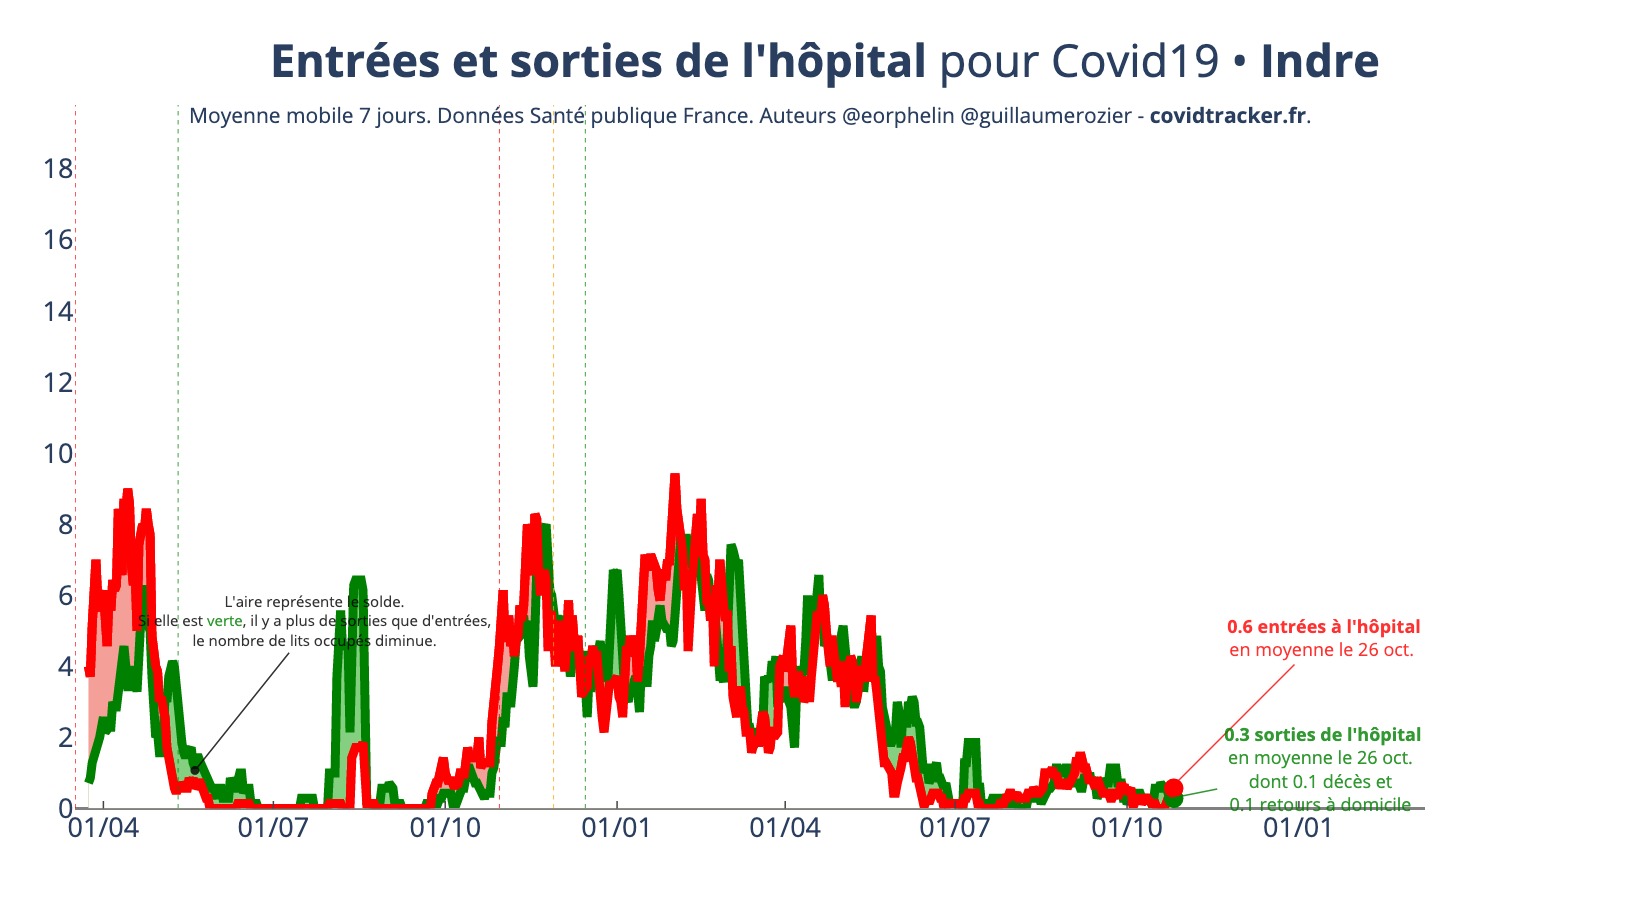 Entrées et sorties de l'hôpital pour Covid19 • Indre
Moyenne mobile 7 jours. Données Santé publique France. Auteurs @eorphelin @guillaumerozier - covidtracker.fr.
18
16
14
12
10
8
6
4
2
0
L'aire représente le solde.
Si elle est verte, il y a plus de sorties que d'entrées,
le nombre de lits occupés diminue.
0.6 entrées à l'hôpital
en moyenne le 26 oct.
0.3 sorties de l'hôpital
en moyenne le 26 oct.
dont 0.1 décès et
0.1 retours à domicile
01/04 01/07 01/10 01/01 01/04 01/07 01/10 01/01